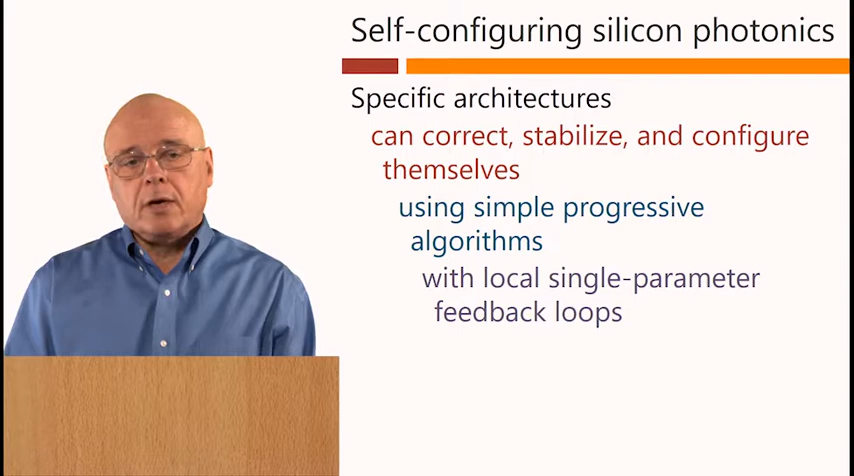 Self-configuring silicon photonics
Specific architectures
can correct, stabilize, and configure
themselves
using simple progressive
algorithms
with local single-parameter
feedback loops